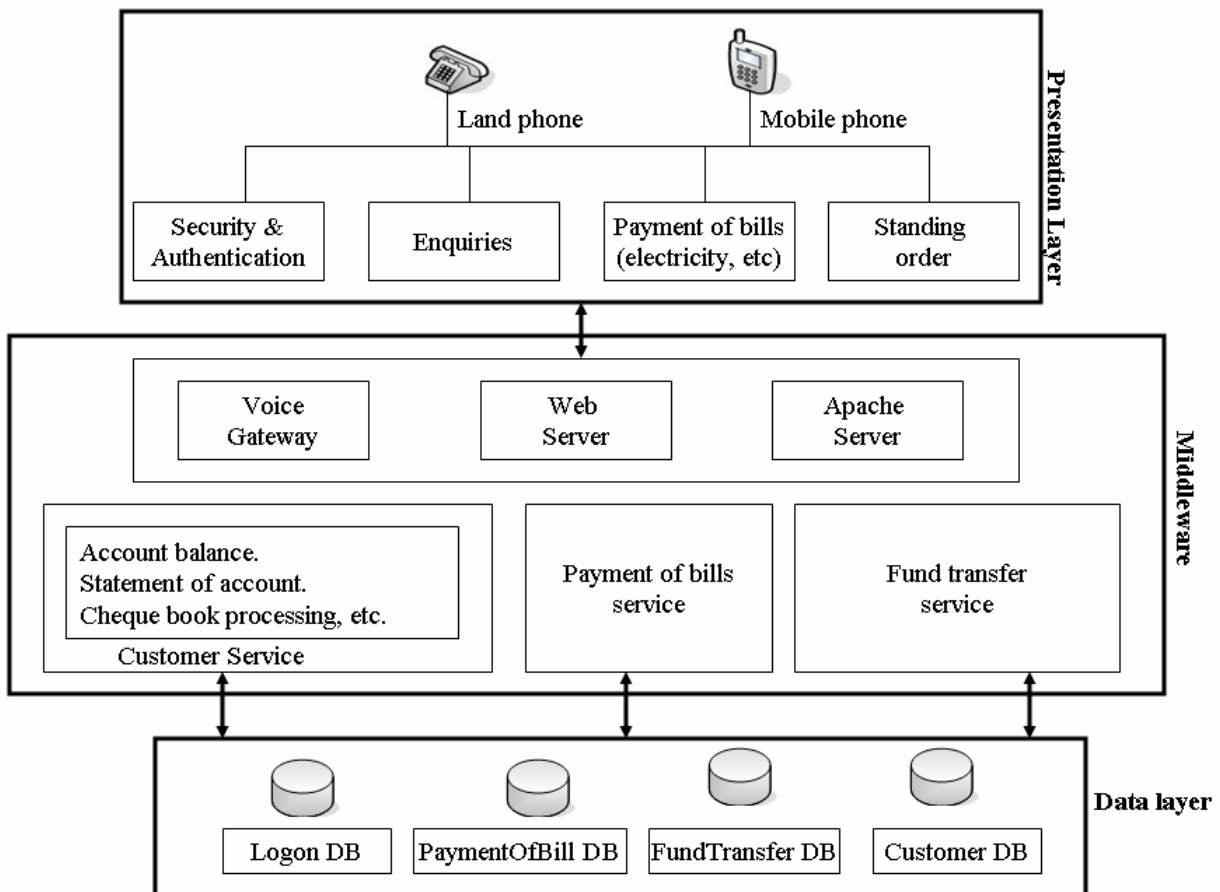 Land phone
Mobile phone
Security &
Authentication
Enquiries
Payment of bills
(electricity, etc)
Standing
order
Presentation Layer
Voice
Gateway
Web
Server
Apache
Server
Account balance.
Statement of account.
Cheque book processing, etc.
Customer Service
Payment of bills
service
Fund transfer
service
Middleware
Logon DB
PaymentOfBill DB
FundTransfer DB
Customer DB
Data layer